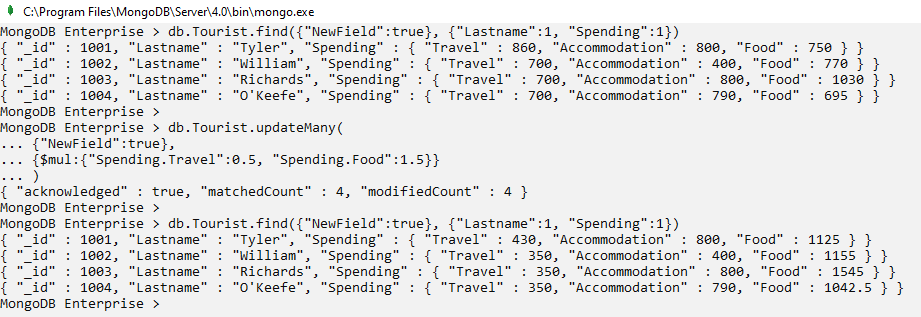 C:\Program Files\MongoDB\Server\4.0\bin\mongo.exe
MongoDB Enterprise > db.Tourist.find({"NewField":true}, {"Lastname":1, "Spending":1})
{ "_id" : 1001, "Lastname" : "Tyler", "Spending" : { "Travel" : 860, "Accommodation" : 800, "Food" : 750 } }
{ "_id" : 1002, "Lastname" : "William", "Spending" : { "Travel" : 700, "Accommodation" : 400, "Food" : 770 } }
{ "_id" : 1003, "Lastname" : "Richards", "Spending" : { "Travel" : 700, "Accommodation" : 800, "Food" : 1030 } }
{ "_id" : 1004, "Lastname" : "O'Keefe", "Spending" : { "Travel" : 700, "Accommodation" : 790, "Food" : 695 } }
MongoDB Enterprise >
MongoDB Enterprise > db.Tourist.updateMany(
... {"NewField":true},
... {$mul:{"Spending.Travel":0.5, "Spending.Food":1.5}}
... )
{ "acknowledged" : true, "matchedCount" : 4, "modifiedCount" : 4 }
MongoDB Enterprise >
MongoDB Enterprise > db.Tourist.find({"NewField":true}, {"Lastname":1, "Spending":1})
{ "_id" : 1001, "Lastname" : "Tyler", "Spending" : { "Travel" : 430, "Accommodation" : 800, "Food" : 1125 } }
{ "_id" : 1002, "Lastname" : "William", "Spending" : { "Travel" : 350, "Accommodation" : 400, "Food" : 1155 } }
{ "_id" : 1003, "Lastname" : "Richards", "Spending" : { "Travel" : 350, "Accommodation" : 800, "Food" : 1545 } }
{ "_id" : 1004, "Lastname" : "O'Keefe", "Spending" : { "Travel" : 350, "Accommodation" : 790, "Food" : 1042.5 } }
MongoDB Enterprise >